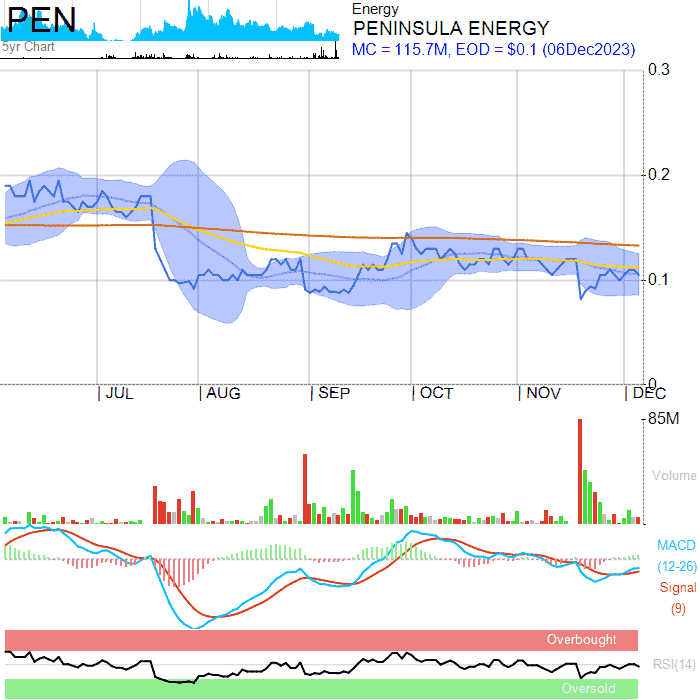 PEN
5yr Chart
Energy
PENINSULA ENERGY
MC = 115.7M, EOD = $0.1 (06Dec2023)
0.3
0.2
0.1
0
JUL AUG SEP OCT NOV DEC
85M
Volume
MACD
(12-26)
Signal
(9)
Overbought
RSI(14)
Oversold